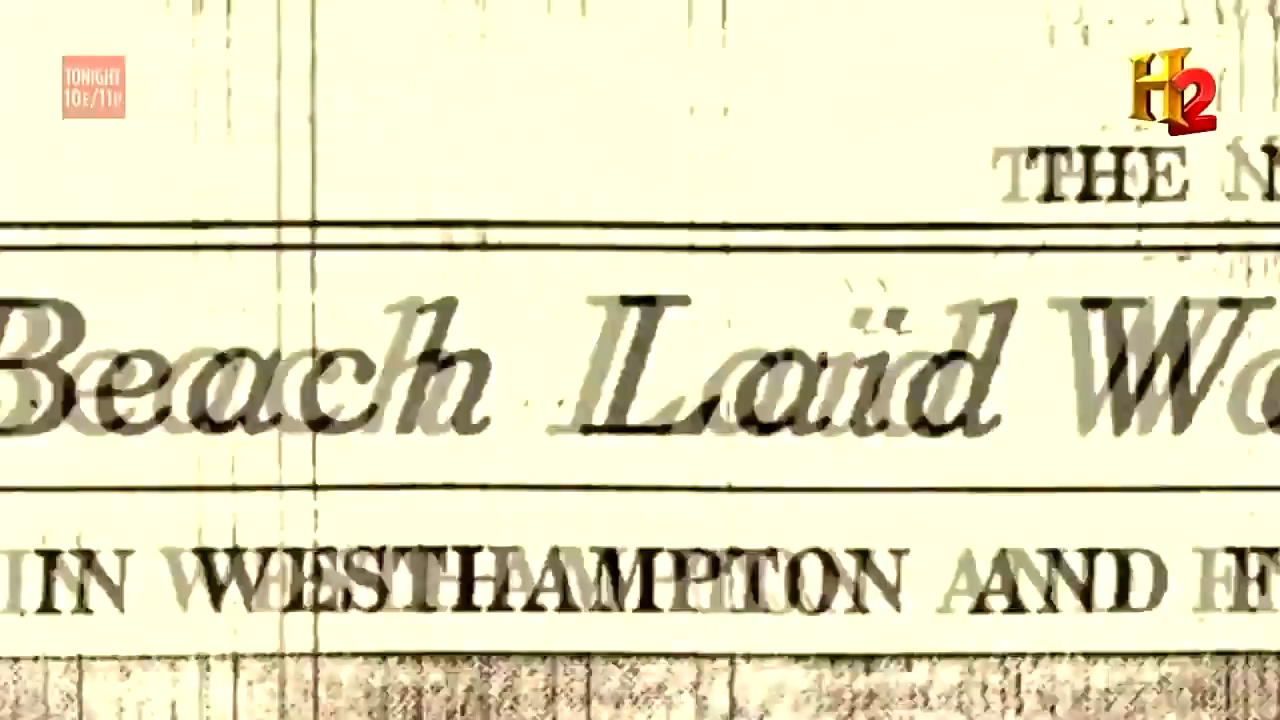 TONIGHT
10E/11P
H2
THE
Beach Laid
IN WESTHAMPTON AND